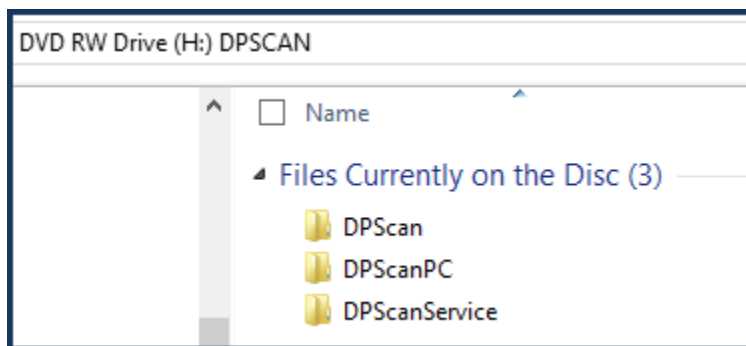 DVD RW Drive (H:) DPSCAN
Name
Files Currently on the Disc (3)
DPScan
DPScanPC
DPScanService